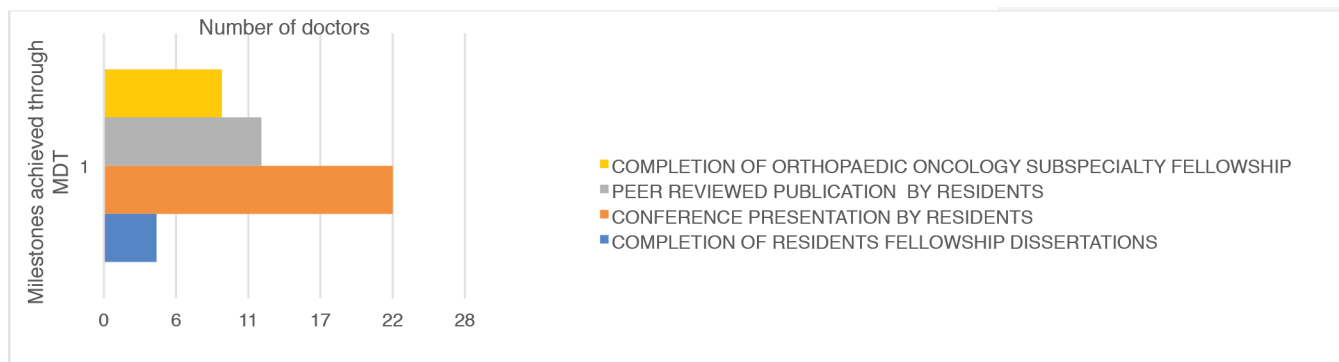 Number of doctors
Milestones achieved through
MDT
1
COMPLETION OF ORTHOPAEDIC ONCOLOGY SUBSPECIALTY FELLOWSHIP
PEER REVIEWED PUBLICATION  BY RESIDENTS
CONFERENCE PRESENTATION BY RESIDENTS
COMPLETION OF RESIDENTS FELLOWSHIP DISSERTATIONS
0 6 11 17 22 28